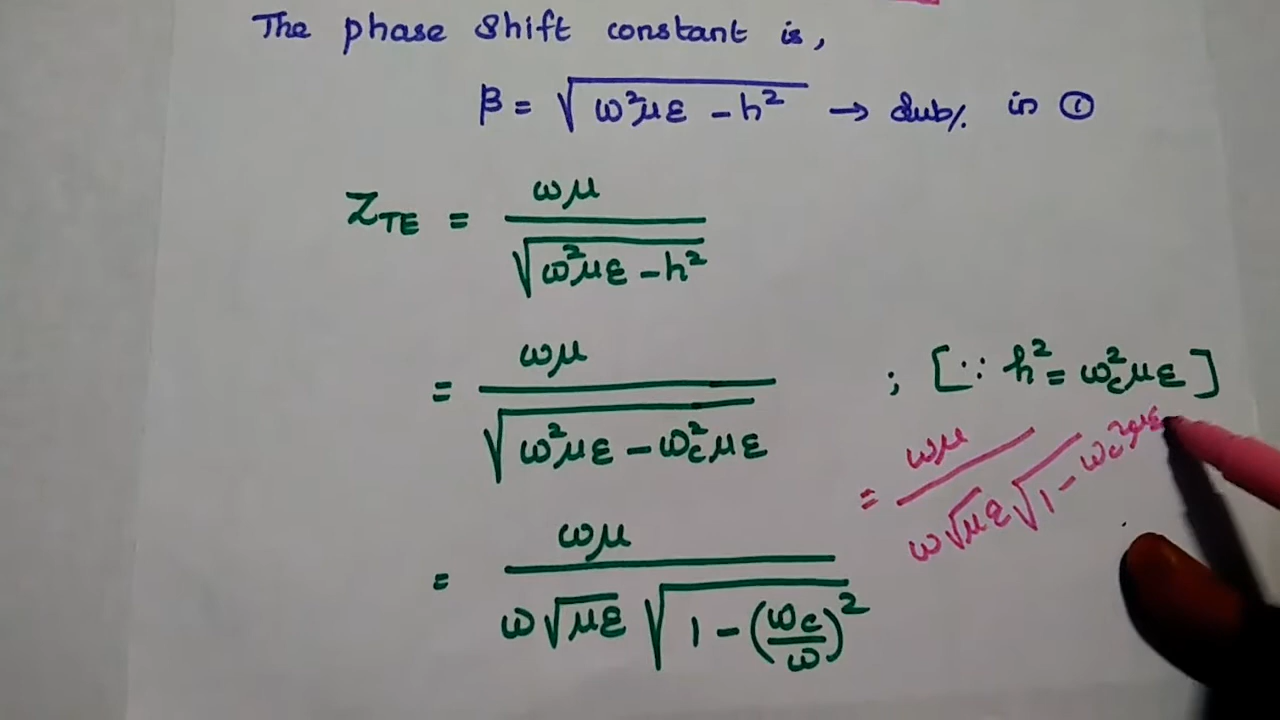 The phase shift constant is,
β = √(ω²με − h²) → Sub/. in ①
Z_TE = ωμ / √(ω²με − h²)
= ωμ / √(ω²με − ω_c²με) ; [∵ h² = ω_c²με]
= ωμ / ω√με √1 − ω_c²με
= ωμ / ω√(με) √(1 − (ω_c/ω)²)